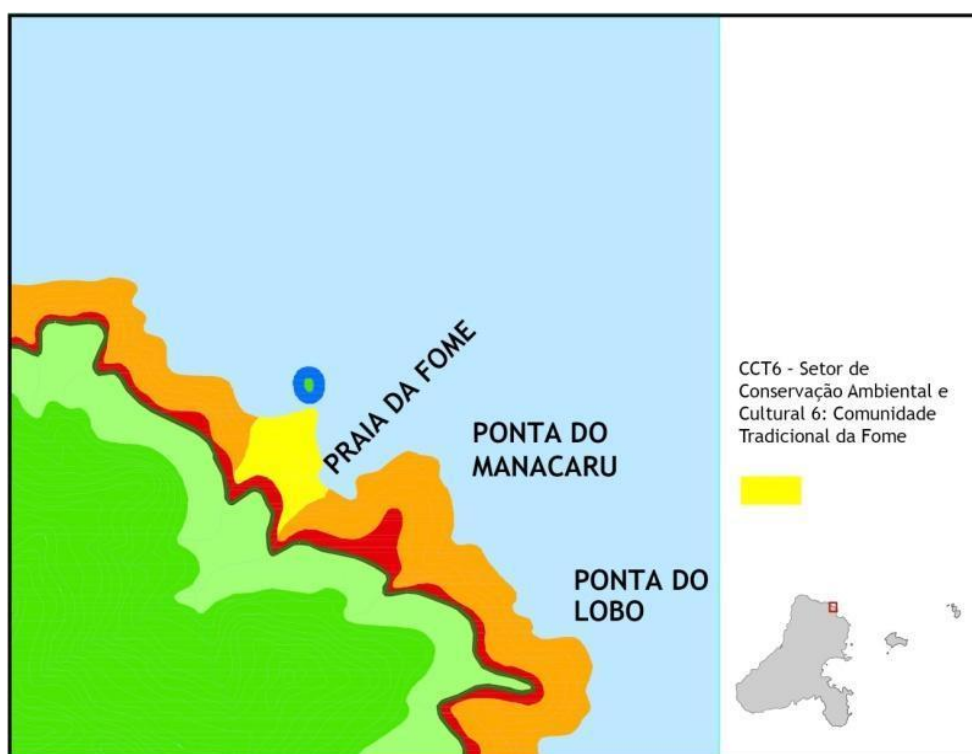 PRAIA DA FOME
PONTA DO
MANACARU
PONTA DO
LOBO
CCT6 - Setor de
Conservação Ambiental e
Cultural 6: Comunidade
Tradicional da Fome